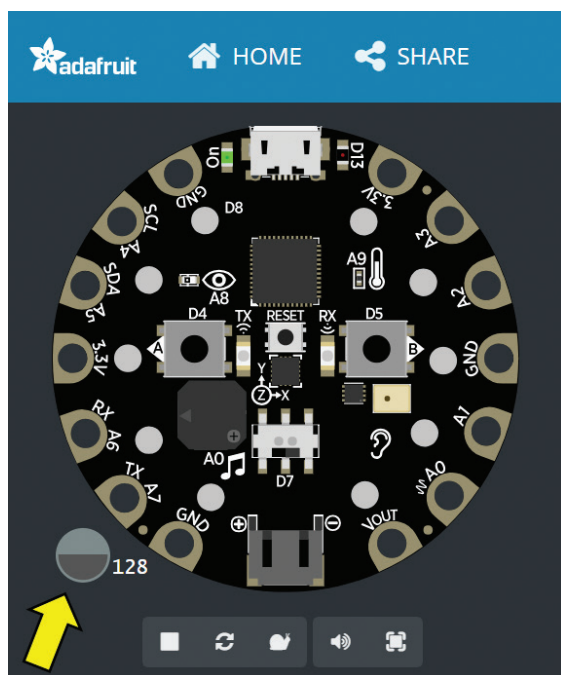 adafruit HOME SHARE
On D13
GND 3.3V
SCL A4 D8 A3
SDA A5 A8 A9 A2
D4 TX RESET RX D5
3.3V A B GND
Y
Z X
RX A6 A1
A0 D7
TX A7 A0
GND VOUT
128